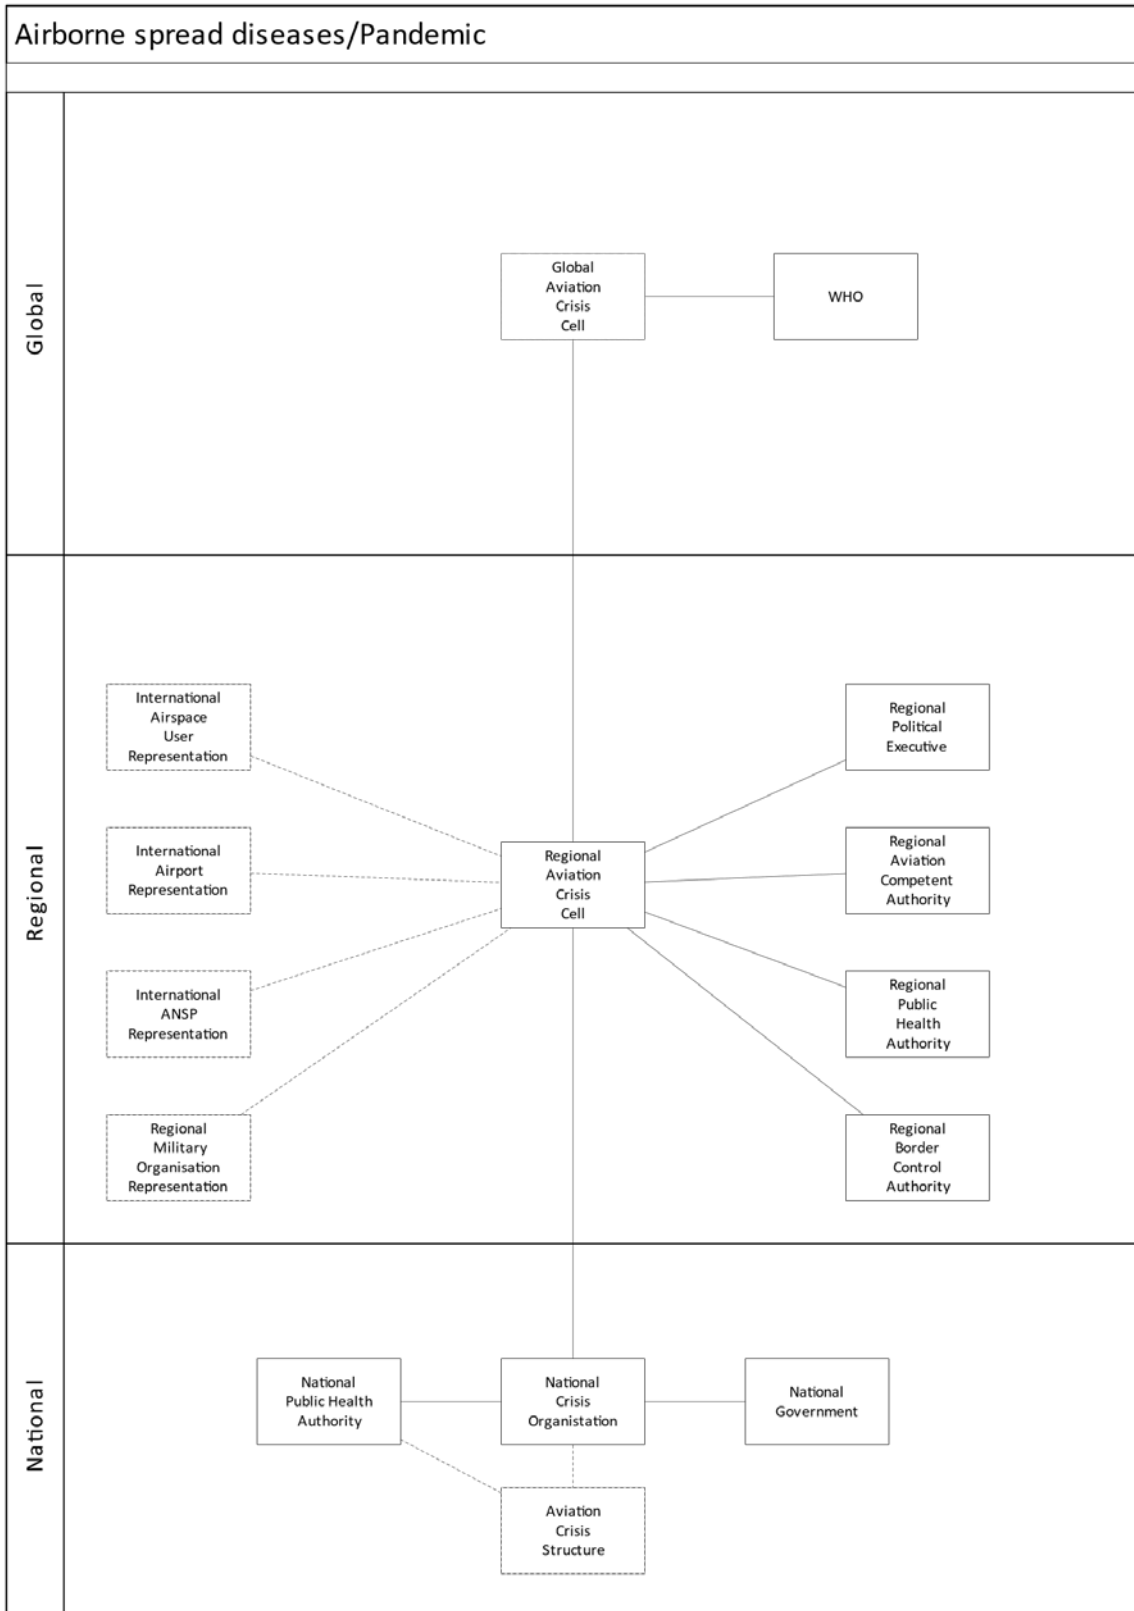 Airborne spread diseases/Pandemic
Global
Global
Aviation
Crisis
Cell
WHO
Regional
International
Airspace
User
Representation
Regional
Political
Executive
International
Airport
Representation
Regional
Aviation
Crisis
Cell
Regional
Aviation
Competent
Authority
International
ANSP
Representation
Regional
Public
Health
Authority
Regional
Military
Organisation
Representation
Regional
Border
Control
Authority
National
National
Public Health
Authority
National
Crisis
Organistation
National
Government
Aviation
Crisis
Structure